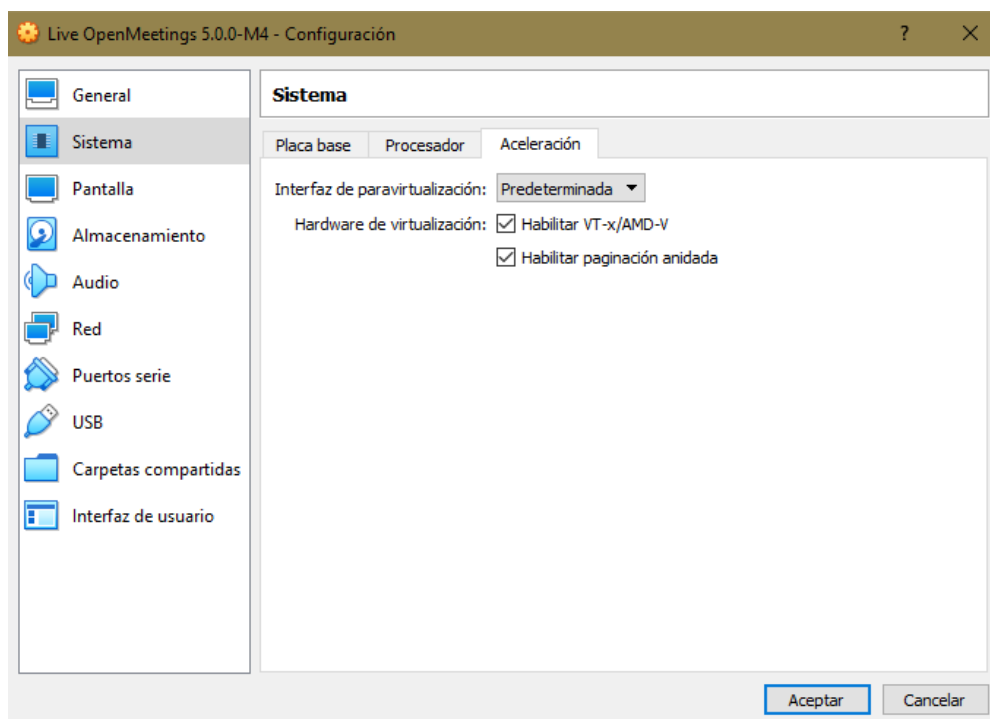 Live OpenMeetings 5.0.0-M4 - Configuración ?
General
Sistema
Pantalla
Almacenamiento
Audio
Red
Puertos serie
USB
Carpetas compartidas
Interfaz de usuario
Sistema
Placa base Procesador Aceleración
Interfaz de paravirtualización: Predeterminada
Hardware de virtualización: Habilitar VT-x/AMD-V
Habilitar paginación anidada
Aceptar Cancelar